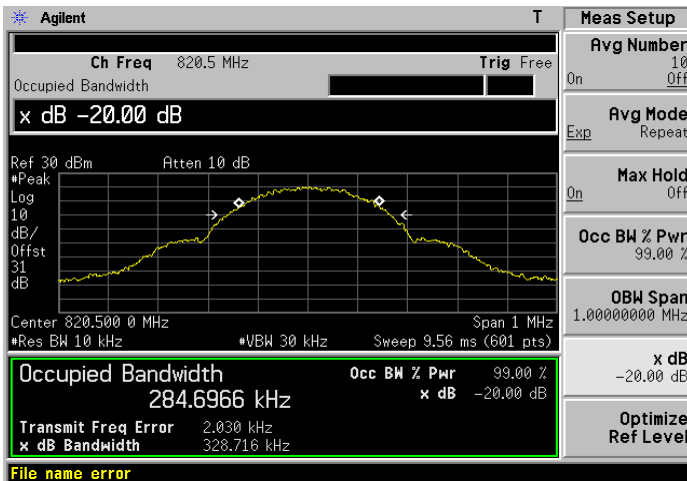 Agilent T Meas Setup
Ch Freq 820.5 MHz Trig Free
Occupied Bandwidth
x dB -20.00 dB
Ref 30 dBm Atten 10 dB
#Peak
Log
10
dB/
Offst
31
dB
Center 820.500 0 MHz Span 1 MHz
#Res BW 10 kHz #VBW 30 kHz Sweep 9.56 ms (601 pts)
Occupied Bandwidth Occ BW % Pwr 99.00 %
284.6966 kHz x dB -20.00 dB
Transmit Freq Error 2.030 kHz
x dB Bandwidth 328.716 kHz
File name error
Avg Number
10
On Off
Avg Mode
Exp Repeat
Max Hold
On Off
Occ BW % Pwr
99.00 %
OBW Span
1.00000000 MHz
x dB
-20.00 dB
Optimize
Ref Level